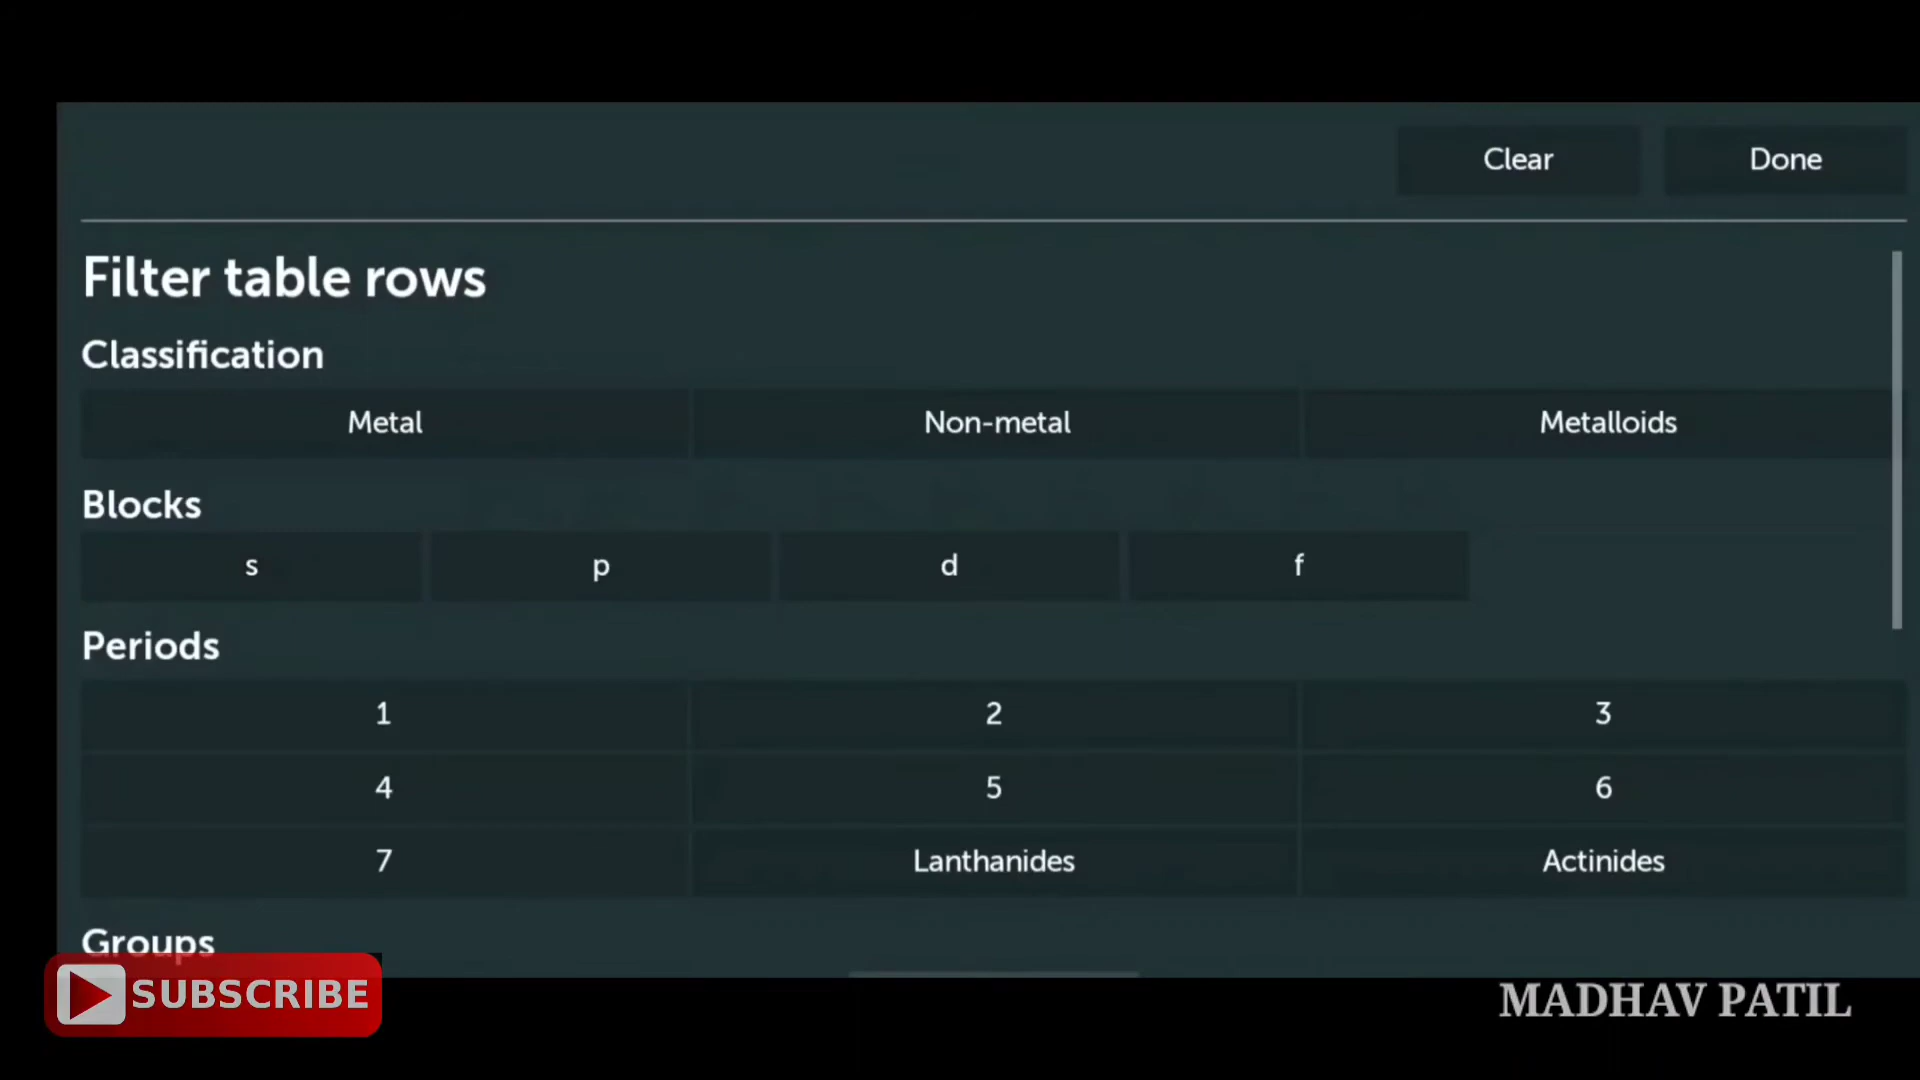 Clear Done
Filter table rows
Classification
Metal Non-metal Metalloids
Blocks
s p d f
Periods
1 2 3
4 5 6
7 Lanthanides Actinides
Groups
SUBSCRIBE
MADHAV PATIL